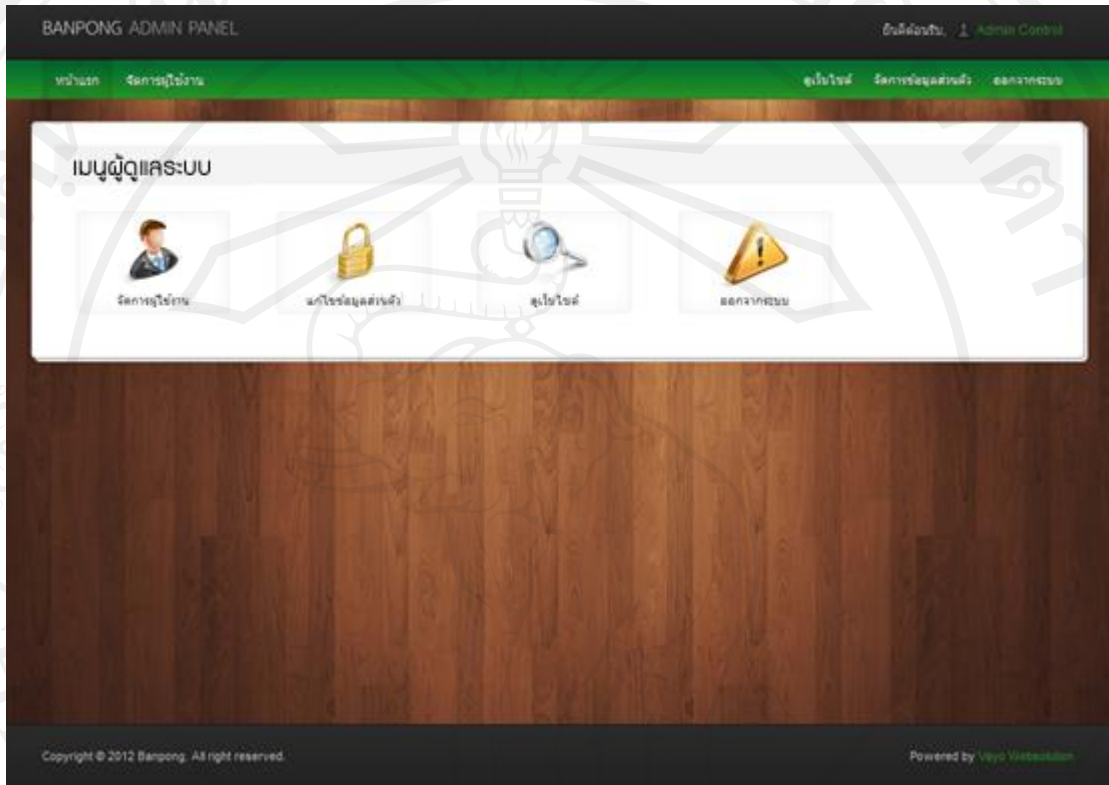 BANPONG ADMIN PANEL
ยินดีต้อนรับ, Admin Control
หน้าแรก จัดการผู้ใช้งาน ดูเว็บไซต์ จัดการข้อมูลส่วนตัว ออกจากระบบ
เมนูผู้ดูแลระบบ
จัดการผู้ใช้งาน แก้ไขข้อมูลส่วนตัว ดูเว็บไซต์ ออกจากระบบ
Copyright © 2012 Banpong. All right reserved.
Powered by Vayo Websolution